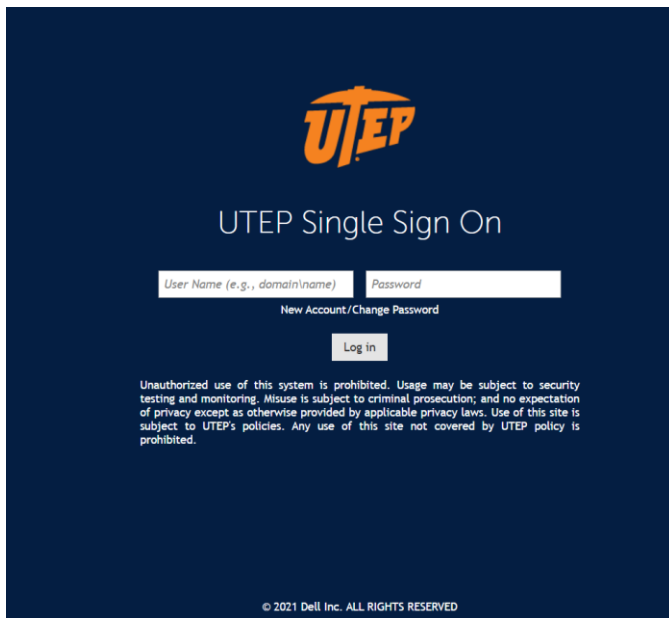 UTEP
UTEP Single Sign On
User Name (e.g., domain\name) Password
New Account/Change Password
Log in
Unauthorized use of this system is prohibited. Usage may be subject to security
testing and monitoring. Misuse is subject to criminal prosecution; and no expectation
of privacy except as otherwise provided by applicable privacy laws. Use of this site is
subject to UTEP's policies. Any use of this site not covered by UTEP policy is
prohibited.
© 2021 Dell Inc. ALL RIGHTS RESERVED